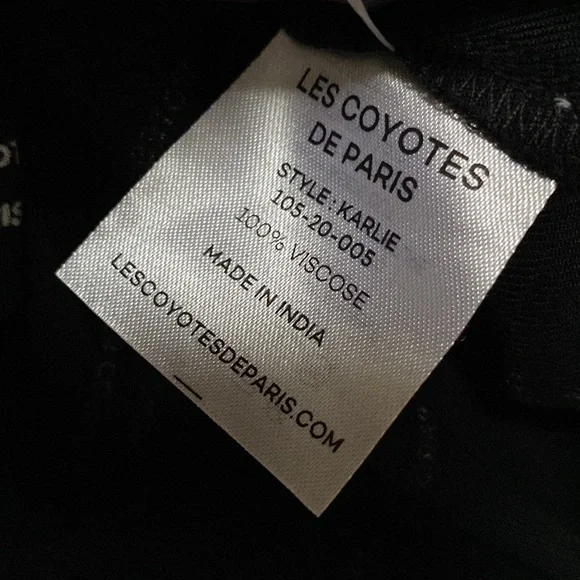 LES COYOTES
DE PARIS
STYLE : KARLIE
105-20-005
100% VISCOSE
MADE IN INDIA
LESCOYOTESDEPARIS.COM